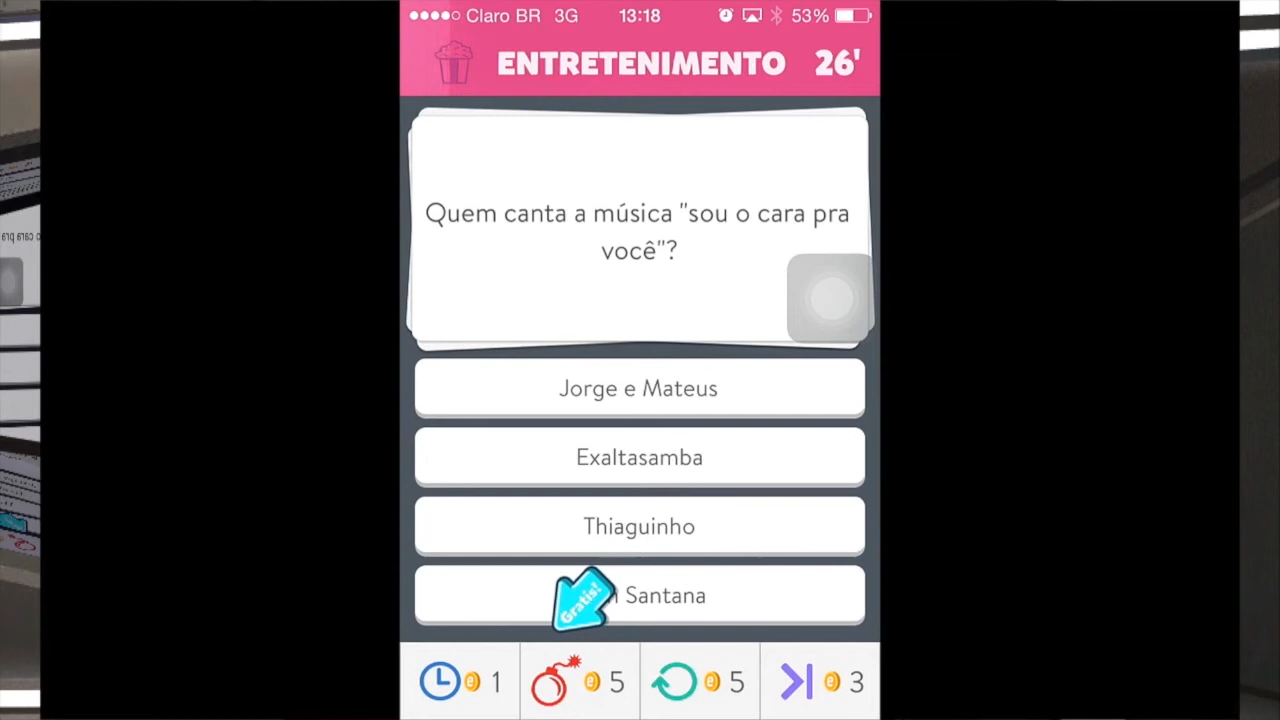 Claro BR 3G 13:18 53%
ENTRETENIMENTO 26'
Quem canta a música "sou o cara pra
você"?
Jorge e Mateus
Exaltasamba
Thiaguinho
Santana
Gratis!
1 5 5 3